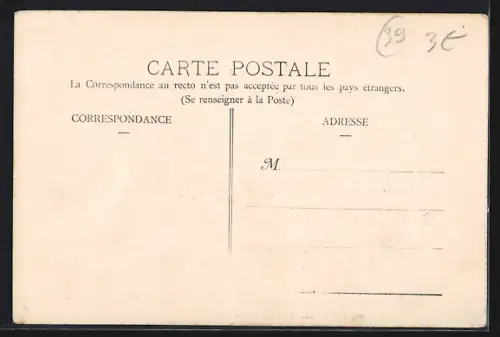 39 3€
CARTE POSTALE
La Correspondance au recto n'est pas acceptée par tous les pays étrangers.
(Se renseigner à la Poste)
CORRESPONDANCE
ADRESSE
M.